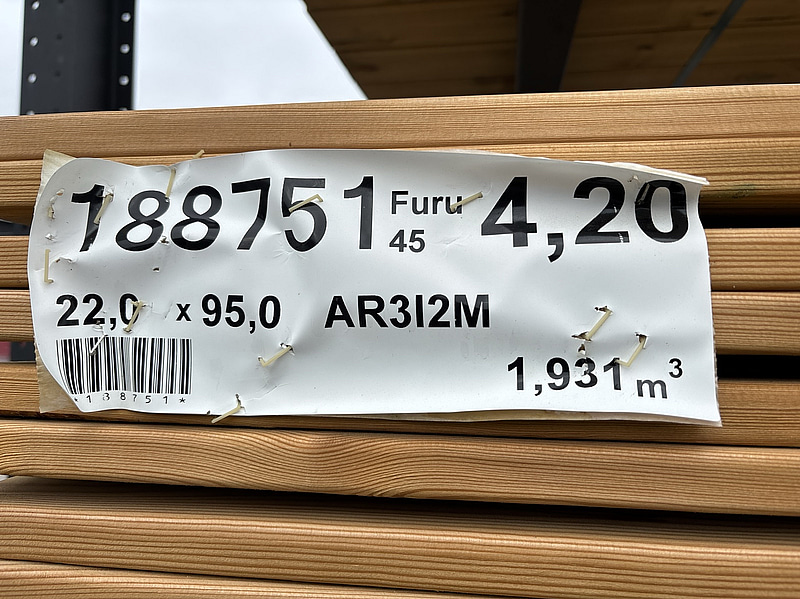 188751 Furu 4,20
45
22,0 x 95,0 AR3I2M
*188751*
1,931 m³